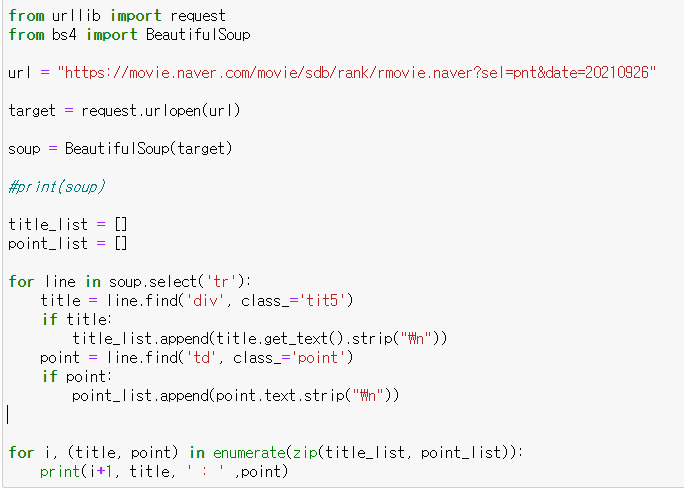 from urllib import request
from bs4 import BeautifulSoup
url = "https://movie.naver.com/movie/sdb/rank/rmovie.naver?sel=pnt&date=20210926"
target = request.urlopen(url)
soup = BeautifulSoup(target)
#print(soup)
title_list = []
point_list = []
for line in soup.select('tr'):
    title = line.find('div', class_='tit5')
    if title:
        title_list.append(title.get_text().strip("₩n"))
    point = line.find('td', class_='point')
    if point:
        point_list.append(point.text.strip("₩n"))
for i, (title, point) in enumerate(zip(title_list, point_list)):
    print(i+1, title, ' : ' ,point)